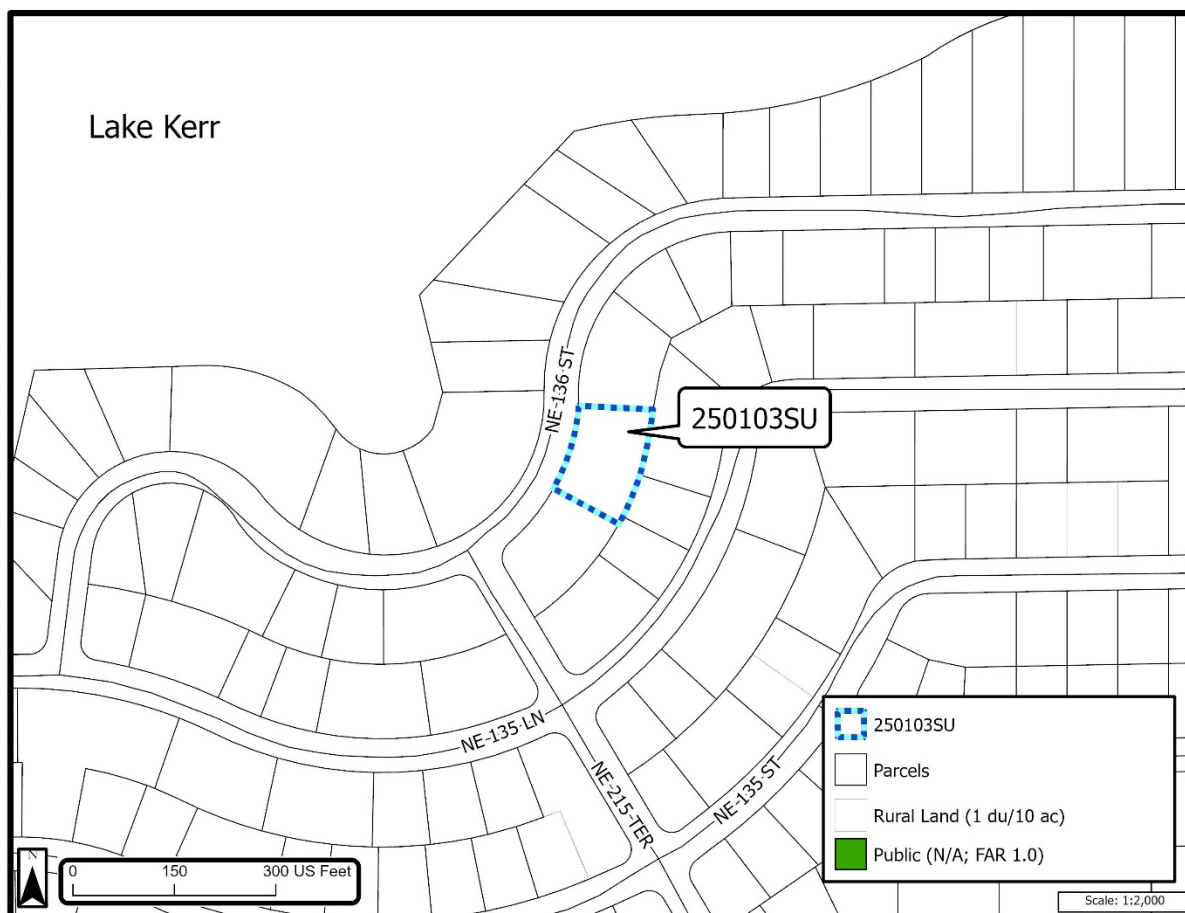 Lake Kerr
NE-136-ST
250103SU
NE-135-LN
NE-215-TER
NE-135-ST
250103SU
Parcels
Rural Land (1 du/10 ac)
Public (N/A; FAR 1.0)
N
0 150 300 US Feet
Scale: 1:2,000